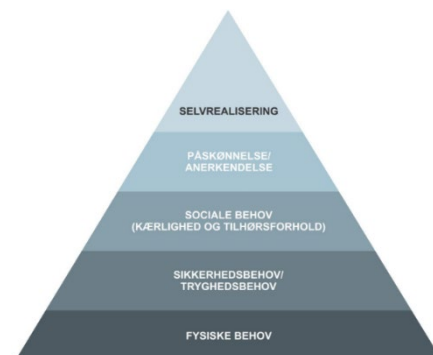 SELVREALISERING
PÅSKØNNELSE/
ANERKENDELSE
SOCIALE BEHOV
(KÆRLIGHED OG TILHØRSFORHOLD)
SIKKERHEDSBEHOV/
TRYGHEDSBEHOV
FYSISKE BEHOV